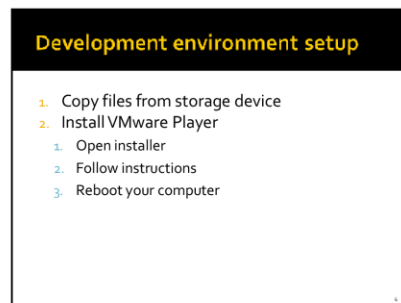 Development environment setup
1. Copy files from storage device
2. Install VMware Player
1. Open installer
2. Follow instructions
3. Reboot your computer